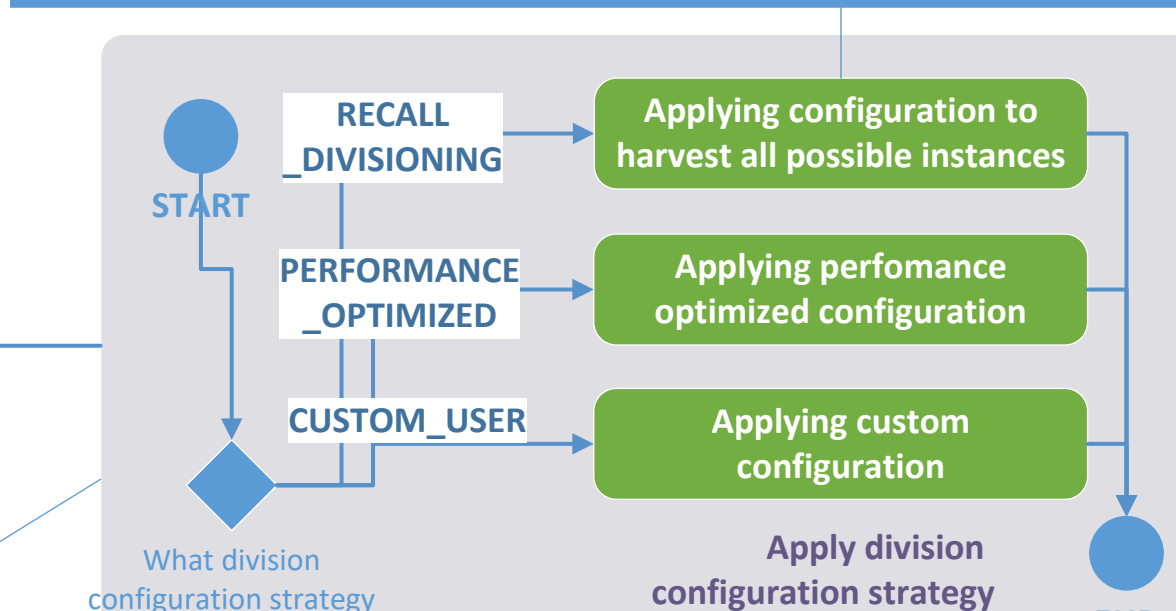 START
RECALL
_DIVISIONING
Applying configuration to
harvest all possible instances
PERFORMANCE
_OPTIMIZED
Applying perfomance
optimized configuration
CUSTOM_USER
Applying custom
configuration
What division
configuration strategy
Apply division
configuration strategy